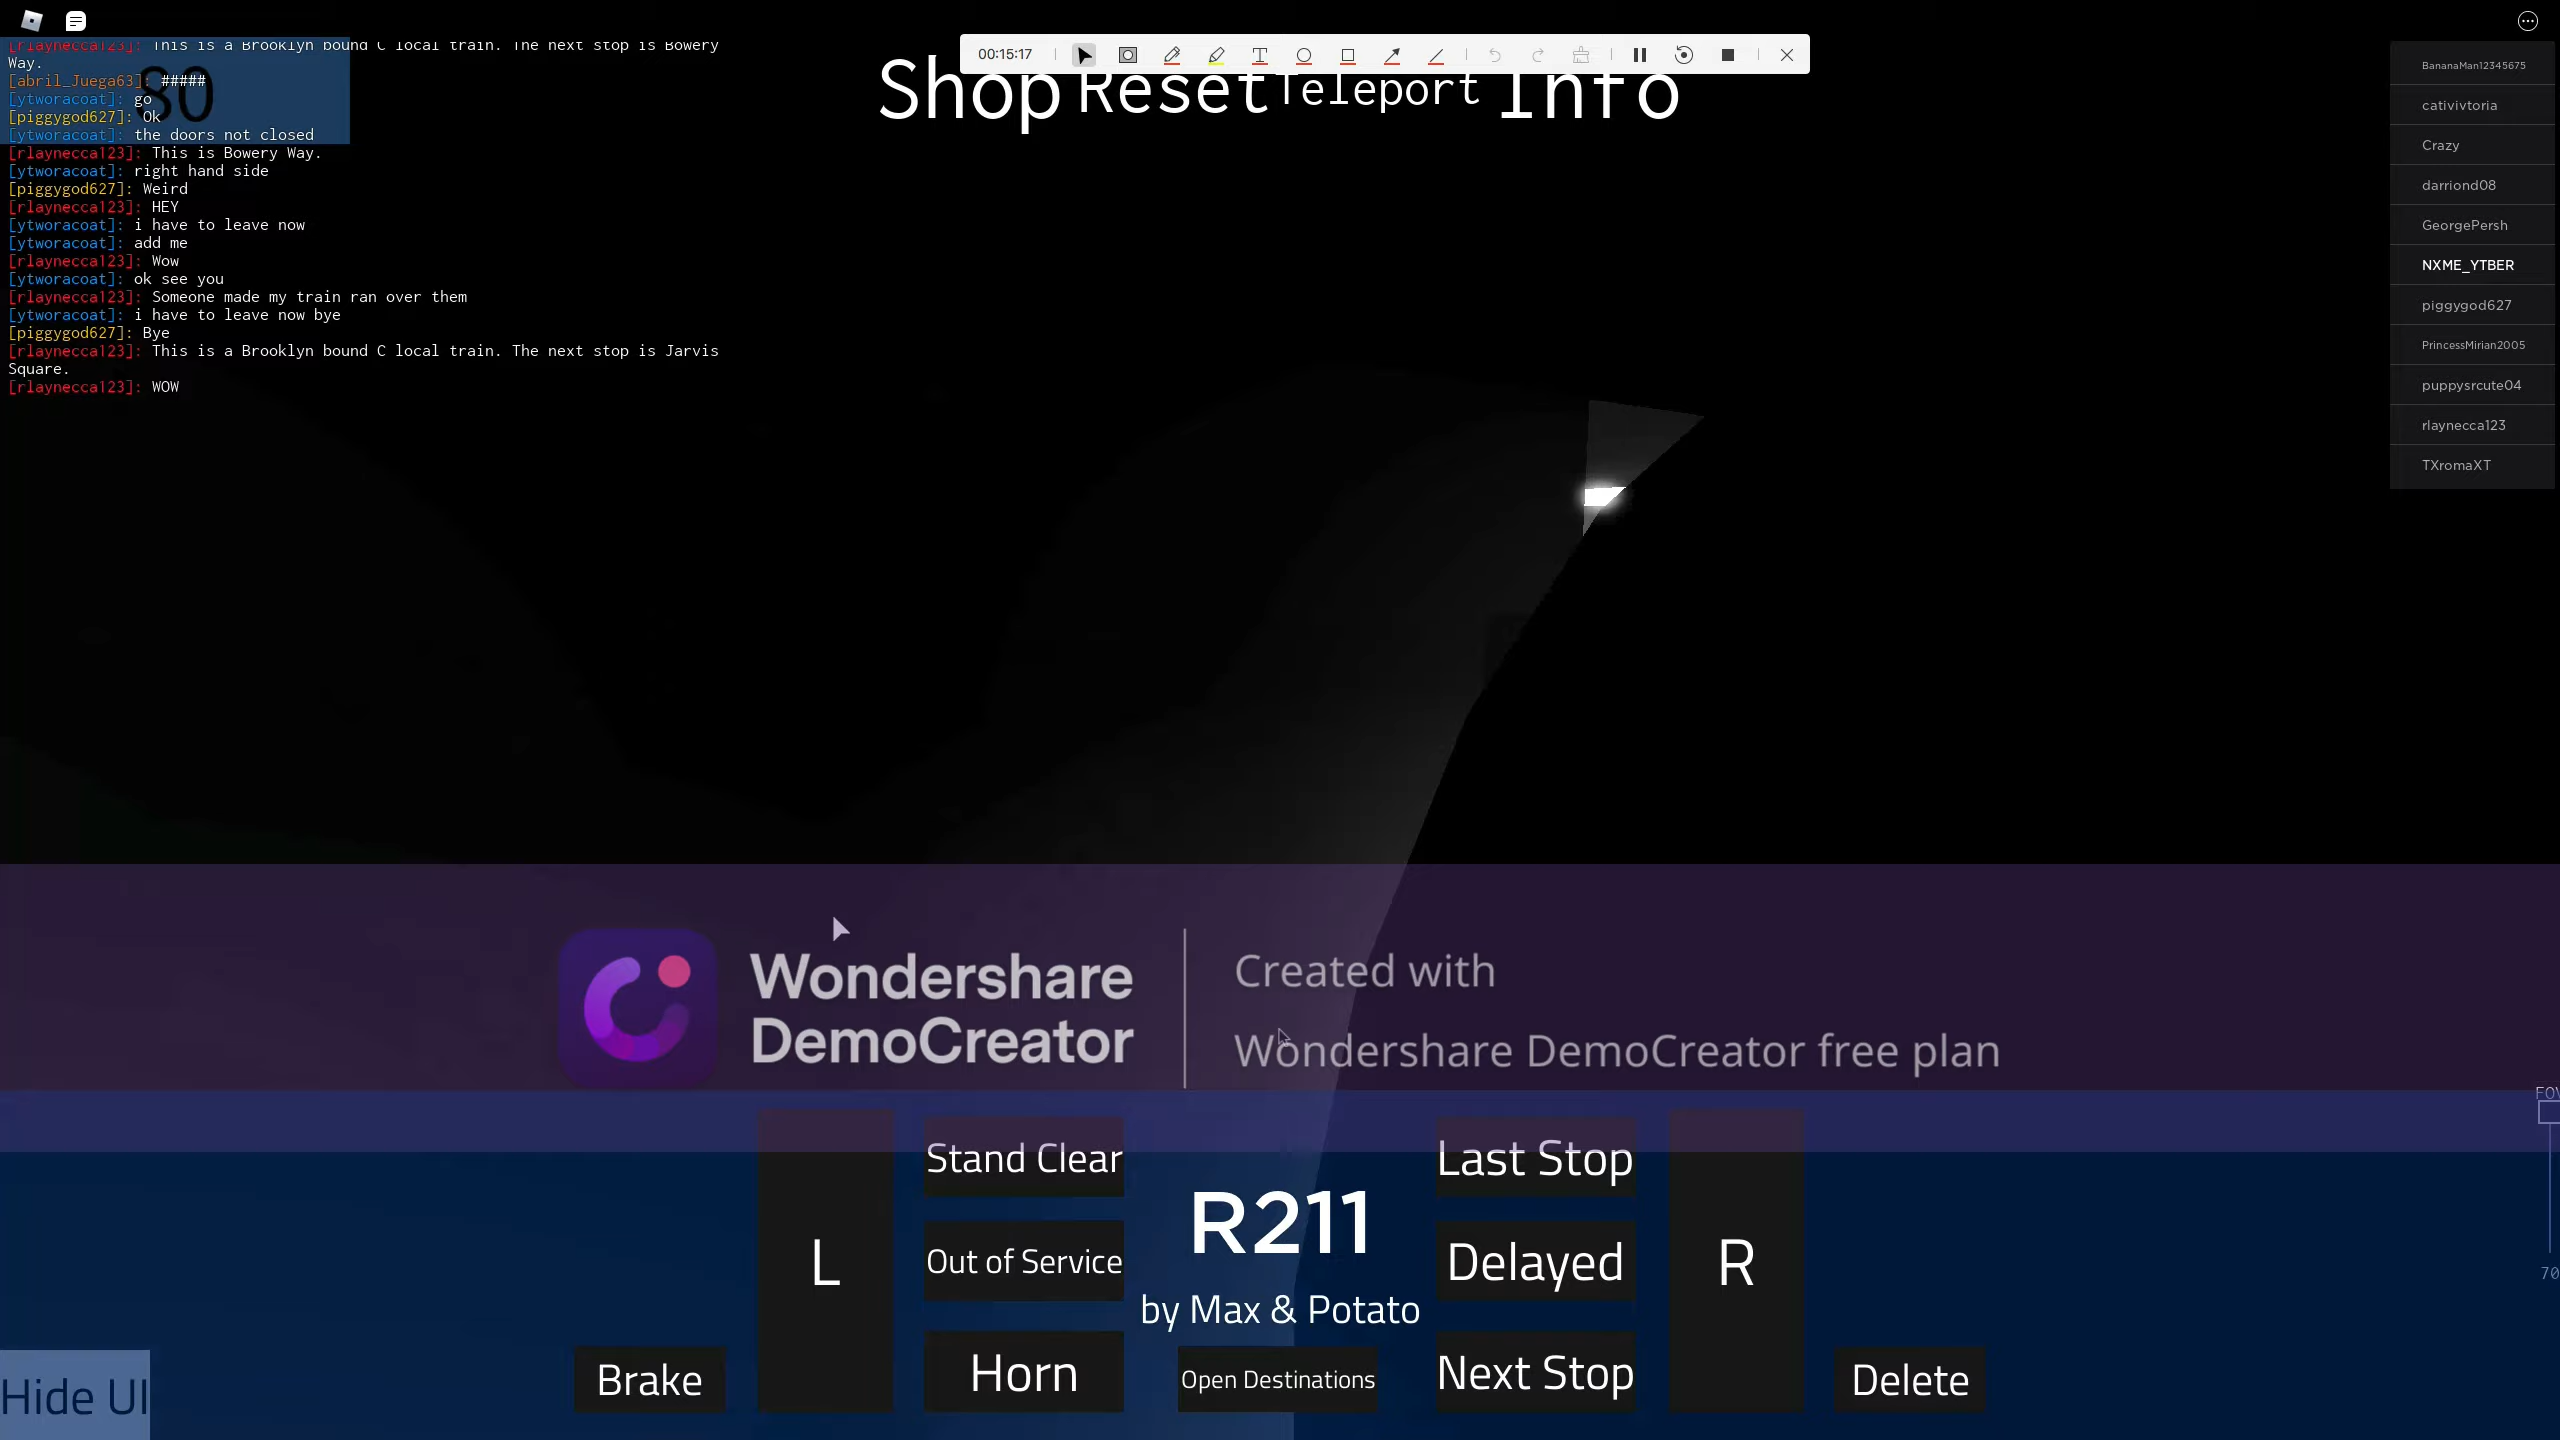 [rlaynecca123]: This is a Brooklyn bound C local train. The next stop is Bowery
Way.
[abril_Juega63]: #####
80
[ytworacoat]: go
[piggygod627]: Ok
[ytworacoat]: the doors not closed
[rlaynecca123]: This is Bowery Way.
[ytworacoat]: right hand side
[piggygod627]: Weird
[rlaynecca123]: HEY
[ytworacoat]: i have to leave now
[ytworacoat]: add me
[rlaynecca123]: Wow
[ytworacoat]: ok see you
[rlaynecca123]: Someone made my train ran over them
[ytworacoat]: i have to leave now bye
[piggygod627]: Bye
[rlaynecca123]: This is a Brooklyn bound C local train. The next stop is Jarvis
Square.
[rlaynecca123]: WOW
00:15:17
Shop Reset Teleport Info
BananaMan12345675
cativivtoria
Crazy
darriond08
GeorgePersh
NXME_YTBER
piggygod627
PrincessMirian2005
puppysrcute04
rlaynecca123
TXromaXT
Wondershare
DemoCreator
Created with
Wondershare DemoCreator free plan
FOV
70
L
Stand Clear
Out of Service
Horn
Brake
R211
by Max & Potato
Open Destinations
Last Stop
Delayed
Next Stop
R
Delete
Hide UI